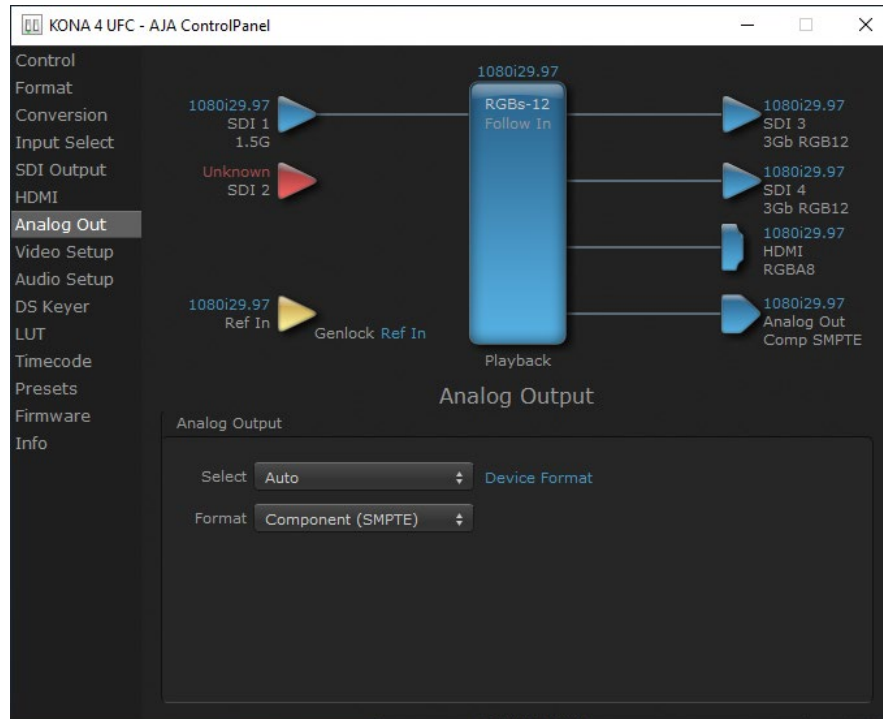 KONA 4 UFC - AJA ControlPanel
Control
Format
Conversion
Input Select
SDI Output
HDMI
Analog Out
Video Setup
Audio Setup
DS Keyer
LUT
Timecode
Presets
Firmware
Info
1080i29.97
SDI 1
1.5G
Unknown
SDI 2
1080i29.97
Ref In
Genlock Ref In
1080i29.97
RGBs-12
Follow In
Playback
1080i29.97
SDI 3
3Gb RGB12
1080i29.97
SDI 4
3Gb RGB12
1080i29.97
HDMI
RGBA8
1080i29.97
Analog Out
Comp SMPTE
Analog Output
Analog Output
Select Auto Device Format
Format Component (SMPTE)